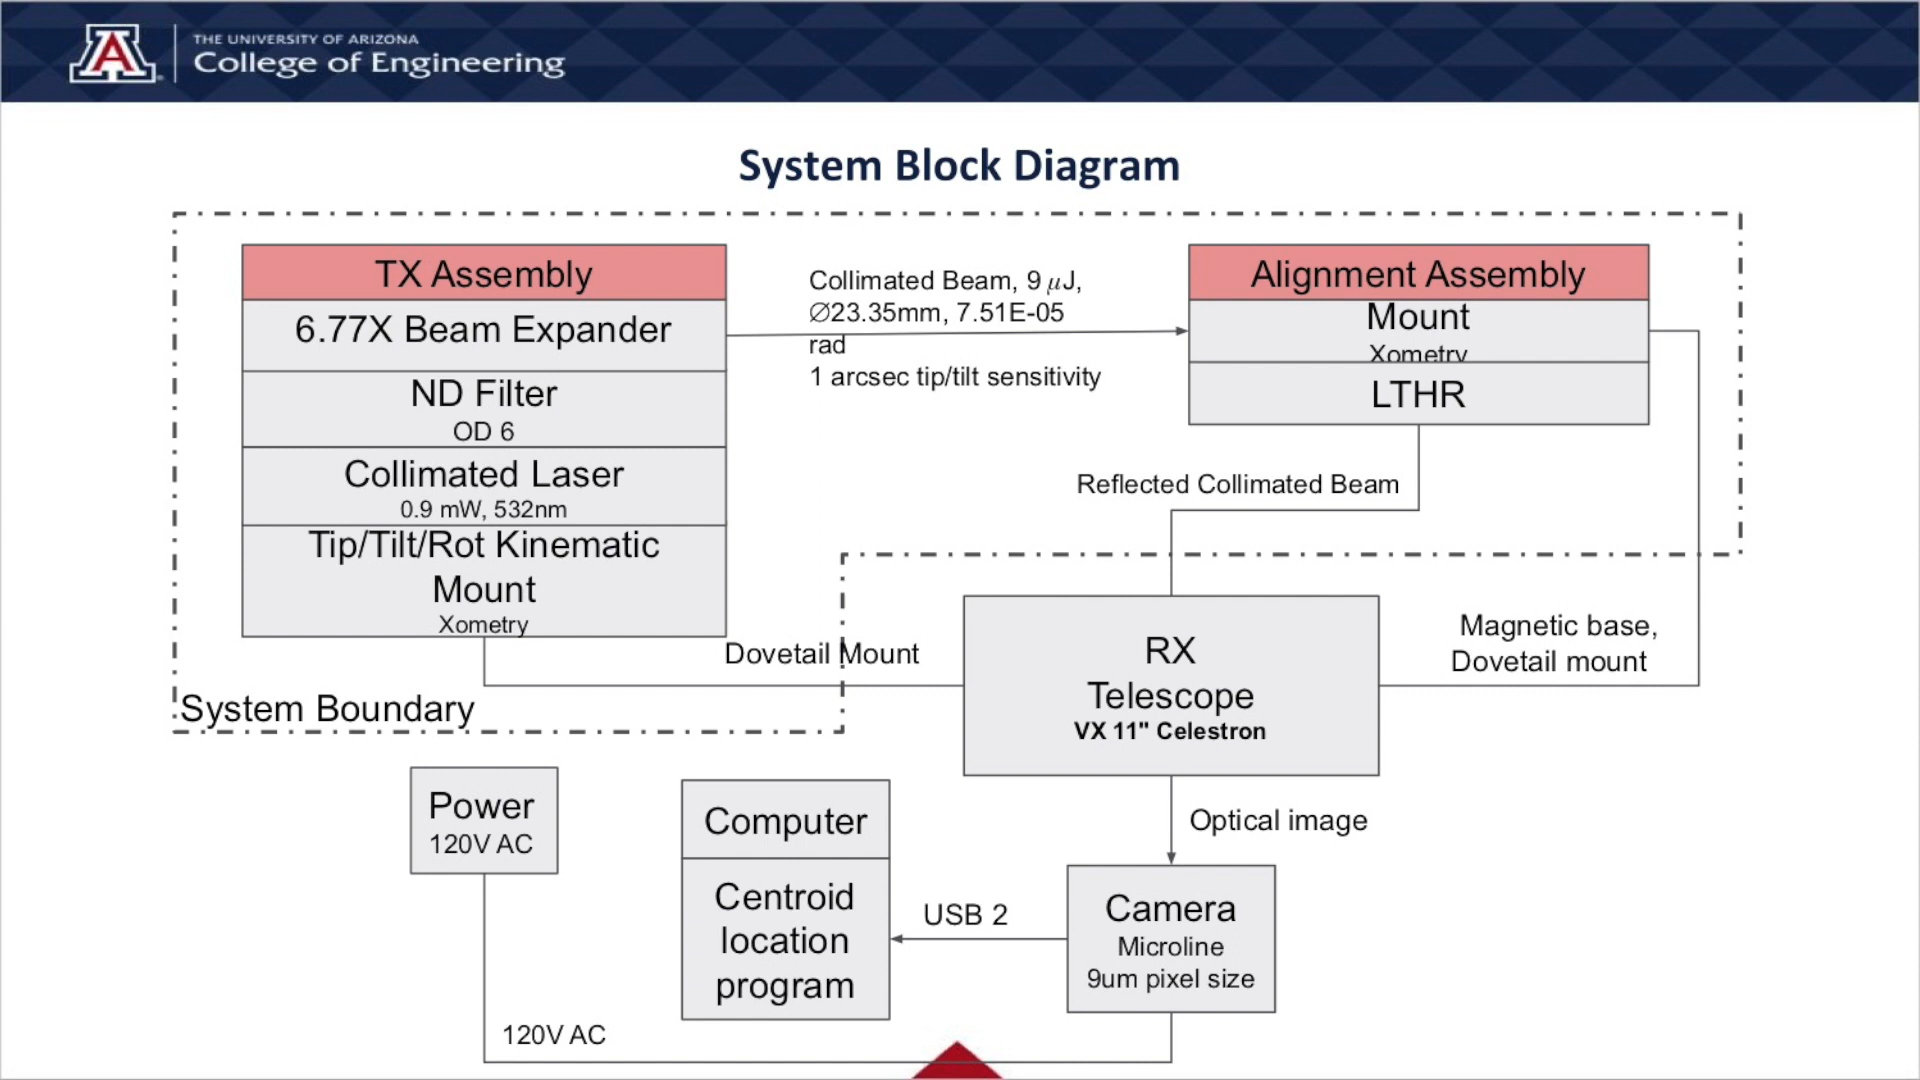 THE UNIVERSITY OF ARIZONA
College of Engineering
System Block Diagram
TX Assembly
6.77X Beam Expander
ND Filter
OD 6
Collimated Laser
0.9 mW, 532nm
Tip/Tilt/Rot Kinematic
Mount
Xometry
Collimated Beam, 9 𝜇J,
∅23.35mm, 7.51E-05
rad
1 arcsec tip/tilt sensitivity
Alignment Assembly
Mount
Xometry
LTHR
Reflected Collimated Beam
Dovetail Mount
System Boundary
RX
Telescope
VX 11" Celestron
Magnetic base,
Dovetail mount
Optical image
Power
120V AC
Computer
Centroid
location
program
USB 2
Camera
Microline
9um pixel size
120V AC